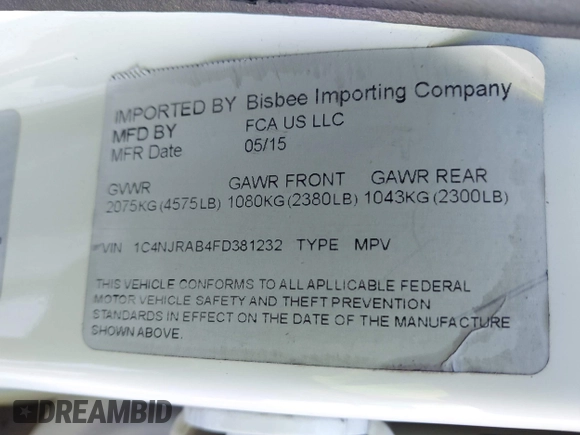 IMPORTED BY Bisbee Importing Company
MFD BY FCA US LLC
MFR Date 05/15
GVWR GAWR FRONT GAWR REAR
2075KG (4575LB) 1080KG (2380LB) 1043KG (2300LB)
VIN 1C4NJRAB4FD381232 TYPE MPV
THIS VEHICLE CONFORMS TO ALL APLLICABLE FEDERAL
MOTOR VEHICLE SAFETY AND THEFT PREVENTION
STANDARDS IN EFFECT ON THE DATE OF THE MANUFACTURE
SHOWN ABOVE.
DREAMBID